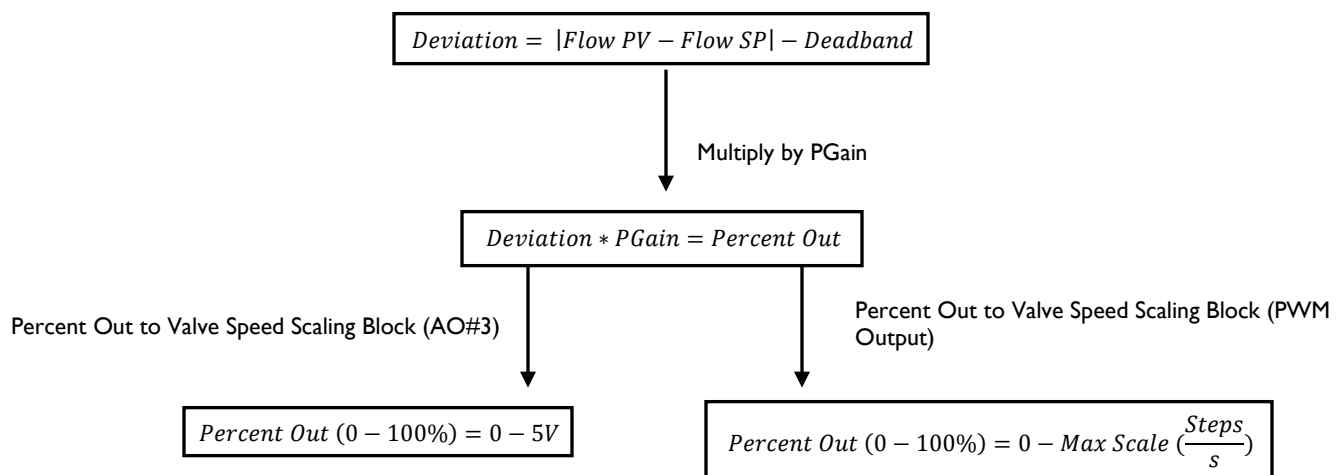 Deviation = |Flow PV − Flow SP| − Deadband
Multiply by PGain
Deviation * PGain = Percent Out
Percent Out to Valve Speed Scaling Block (AO#3)
Percent Out to Valve Speed Scaling Block (PWM
Output)
Percent Out (0 − 100%) = 0 − 5V
Percent Out (0 − 100%) = 0 − Max Scale (Steps/s)